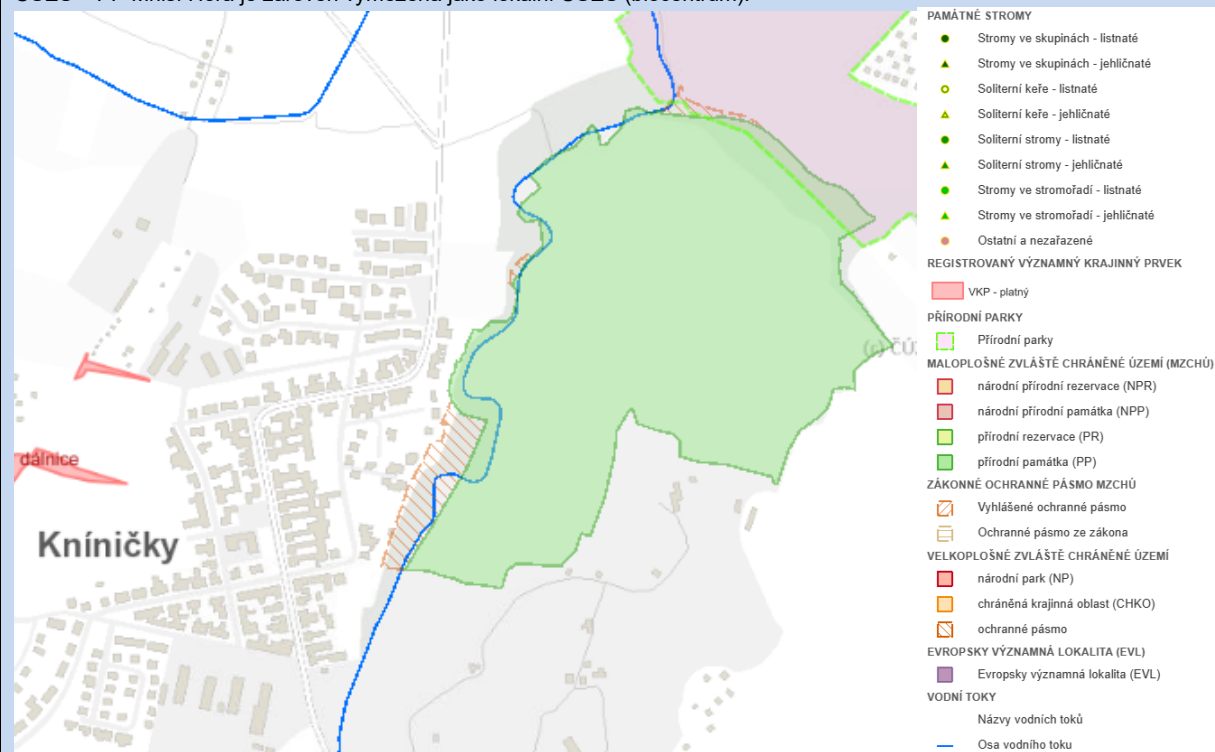 dálnice
Kníničky
(c) ČÚ
PAMÁTNÉ STROMY
Stromy ve skupinách - listnaté
Stromy ve skupinách - jehličnaté
Soliterní keře - listnaté
Soliterní keře - jehličnaté
Soliterní stromy - listnaté
Soliterní stromy - jehličnaté
Stromy ve stromořadí - listnaté
Stromy ve stromořadí - jehličnaté
Ostatní a nezařazené
REGISTROVANÝ VÝZNAMNÝ KRAJINNÝ PRVEK
VKP - platný
PŘÍRODNÍ PARKY
Přírodní parky
MALOPLOŠNÉ ZVLÁŠTĚ CHRÁNĚNÉ ÚZEMÍ (MZCHÚ)
národní přírodní rezervace (NPR)
národní přírodní památka (NPP)
přírodní rezervace (PR)
přírodní památka (PP)
ZÁKONNÉ OCHRANNÉ PÁSMO MZCHÚ
Vyhlášené ochranné pásmo
Ochranné pásmo ze zákona
VELKOPLOŠNÉ ZVLÁŠTĚ CHRÁNĚNÉ ÚZEMÍ
národní park (NP)
chráněná krajinná oblast (CHKO)
ochranné pásmo
EVROPSKY VÝZNAMNÁ LOKALITA (EVL)
Evropsky významná lokalita (EVL)
VODNÍ TOKY
Názvy vodních toků
Osa vodního toku